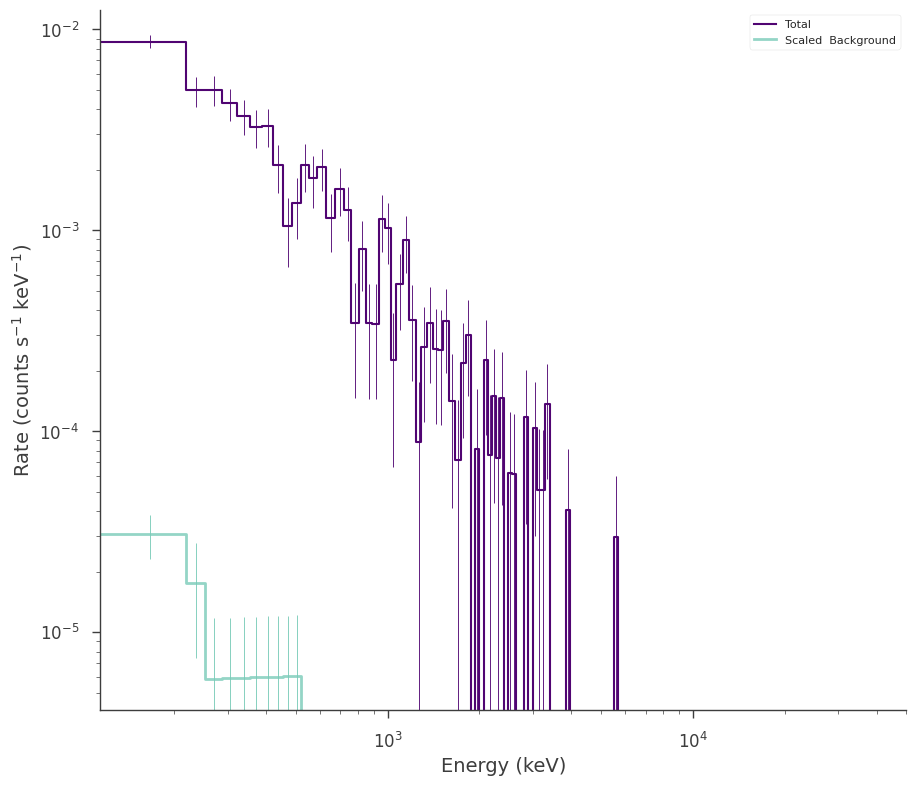 Total
Scaled  Background
10⁻²
10⁻³
10⁻⁴
10⁻⁵
Rate (counts s⁻¹ keV⁻¹)
10³
10⁴
Energy (keV)